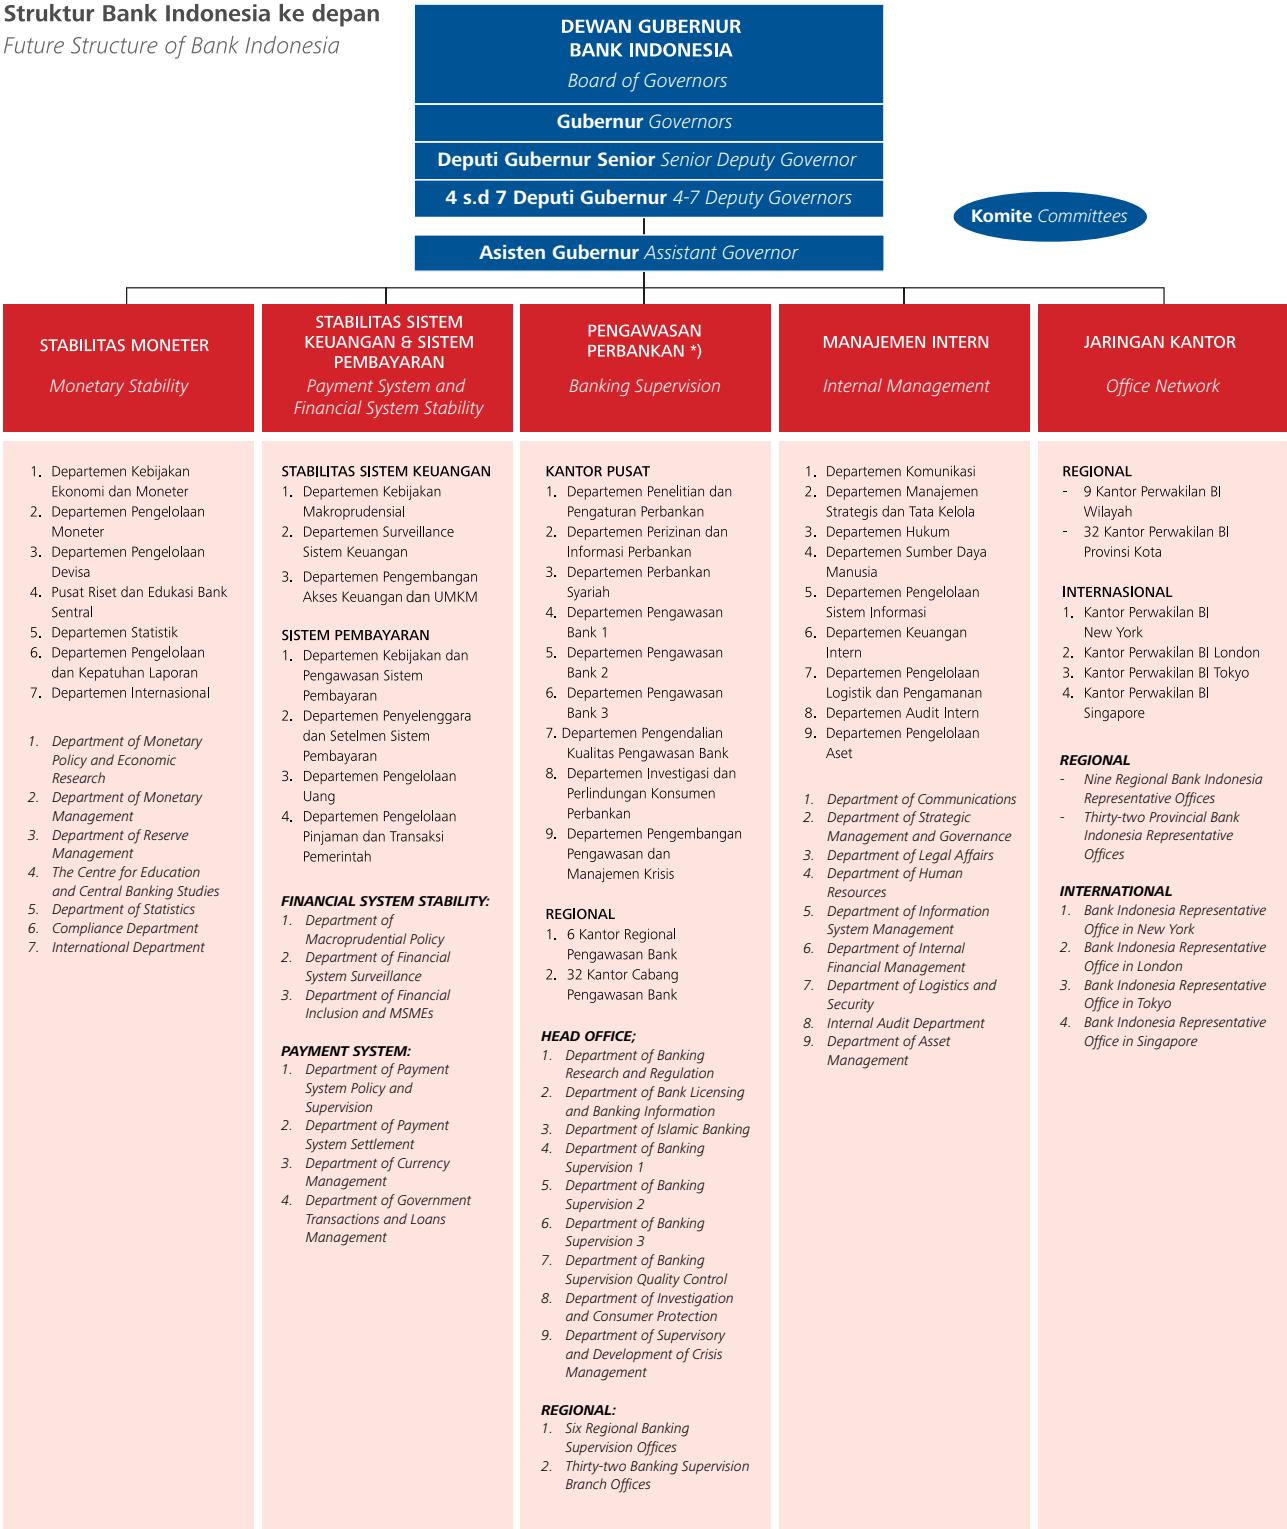 Struktur Bank Indonesia ke depan
Future Structure of Bank Indonesia
DEWAN GUBERNUR
BANK INDONESIA
Board of Governors
Gubernur Governors
Deputi Gubernur Senior Senior Deputy Governor
4 s.d 7 Deputi Gubernur 4-7 Deputy Governors
Komite Committees
Asisten Gubernur Assistant Governor
STABILITAS MONETER
Monetary Stability
1. Departemen Kebijakan
Ekonomi dan Moneter
2. Departemen Pengelolaan
Moneter
3. Departemen Pengelolaan
Devisa
4. Pusat Riset dan Edukasi Bank
Sentral
5. Departemen Statistik
6. Departemen Pengelolaan
dan Kepatuhan Laporan
7. Departemen Internasional
1. Department of Monetary
Policy and Economic
Research
2. Department of Monetary
Management
3. Department of Reserve
Management
4. The Centre for Education
and Central Banking Studies
5. Department of Statistics
6. Compliance Department
7. International Department
STABILITAS SISTEM
KEUANGAN & SISTEM
PEMBAYARAN
Payment System and
Financial System Stability
STABILITAS SISTEM KEUANGAN
1. Departemen Kebijakan
Makroprudensial
2. Departemen Surveillance
Sistem Keuangan
3. Departemen Pengembangan
Akses Keuangan dan UMKM
SISTEM PEMBAYARAN
1. Departemen Kebijakan dan
Pengawasan Sistem
Pembayaran
2. Departemen Penyelenggara
dan Setelmen Sistem
Pembayaran
3. Departemen Pengelolaan
Uang
4. Departemen Pengelolaan
Pinjaman dan Transaksi
Pemerintah
FINANCIAL SYSTEM STABILITY:
1. Department of
Macroprudential Policy
2. Department of Financial
System Surveillance
3. Department of Financial
Inclusion and MSMEs
PAYMENT SYSTEM:
1. Department of Payment
System Policy and
Supervision
2. Department of Payment
System Settlement
3. Department of Currency
Management
4. Department of Government
Transactions and Loans
Management
PENGAWASAN
PERBANKAN *)
Banking Supervision
KANTOR PUSAT
1. Departemen Penelitian dan
Pengaturan Perbankan
2. Departemen Perizinan dan
Informasi Perbankan
3. Departemen Perbankan
Syariah
4. Departemen Pengawasan
Bank 1
5. Departemen Pengawasan
Bank 2
6. Departemen Pengawasan
Bank 3
7. Departemen Pengendalian
Kualitas Pengawasan Bank
8. Departemen Investigasi dan
Perlindungan Konsumen
Perbankan
9. Departemen Pengembangan
Pengawasan dan
Manajemen Krisis
REGIONAL
1. 6 Kantor Regional
Pengawasan Bank
2. 32 Kantor Cabang
Pengawasan Bank
HEAD OFFICE;
1. Department of Banking
Research and Regulation
2. Department of Bank Licensing
and Banking Information
3. Department of Islamic Banking
4. Department of Banking
Supervision 1
5. Department of Banking
Supervision 2
6. Department of Banking
Supervision 3
7. Department of Banking
Supervision Quality Control
8. Department of Investigation
and Consumer Protection
9. Department of Supervisory
and Development of Crisis
Management
REGIONAL:
1. Six Regional Banking
Supervision Offices
2. Thirty-two Banking Supervision
Branch Offices
MANAJEMEN INTERN
Internal Management
1. Departemen Komunikasi
2. Departemen Manajemen
Strategis dan Tata Kelola
3. Departemen Hukum
4. Departemen Sumber Daya
Manusia
5. Departemen Pengelolaan
Sistem Informasi
6. Departemen Keuangan
Intern
7. Departemen Pengelolaan
Logistik dan Pengamanan
8. Departemen Audit Intern
9. Departemen Pengelolaan
Aset
1. Department of Communications
2. Department of Strategic
Management and Governance
3. Department of Legal Affairs
4. Department of Human
Resources
5. Department of Information
System Management
6. Department of Internal
Financial Management
7. Department of Logistics and
Security
8. Internal Audit Department
9. Department of Asset
Management
JARINGAN KANTOR
Office Network
REGIONAL
- 9 Kantor Perwakilan BI
Wilayah
- 32 Kantor Perwakilan BI
Provinsi Kota
INTERNASIONAL
1. Kantor Perwakilan BI
New York
2. Kantor Perwakilan BI London
3. Kantor Perwakilan BI Tokyo
4. Kantor Perwakilan BI
Singapore
REGIONAL
- Nine Regional Bank Indonesia
Representative Offices
- Thirty-two Provincial Bank
Indonesia Representative
Offices
INTERNATIONAL
1. Bank Indonesia Representative
Office in New York
2. Bank Indonesia Representative
Office in London
3. Bank Indonesia Representative
Office in Tokyo
4. Bank Indonesia Representative
Office in Singapore